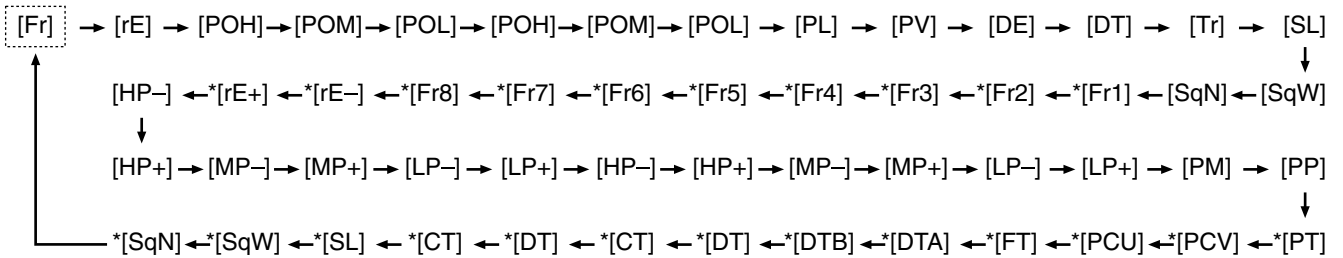 [Fr] → [rE] → [POH] → [POM] → [POL] → [POH] → [POM] → [POL] → [PL] → [PV] → [DE] → [DT] → [Tr] → [SL]
[HP–] ← *[rE+] ← *[rE–] ← *[Fr8] ← *[Fr7] ← *[Fr6] ← *[Fr5] ← *[Fr4] ← *[Fr3] ← *[Fr2] ← *[Fr1] ← [SqN] ← [SqW]
[HP+] → [MP–] → [MP+] → [LP–] → [LP+] → [HP–] → [HP+] → [MP–] → [MP+] → [LP–] → [LP+] → [PM] → [PP]
*[SqN] ← *[SqW] ← *[SL] ← *[CT] ← *[DT] ← *[CT] ← *[DT] ← *[DTB] ← *[DTA] ← *[FT] ← *[PCU] ← *[PCV] ← *[PT]